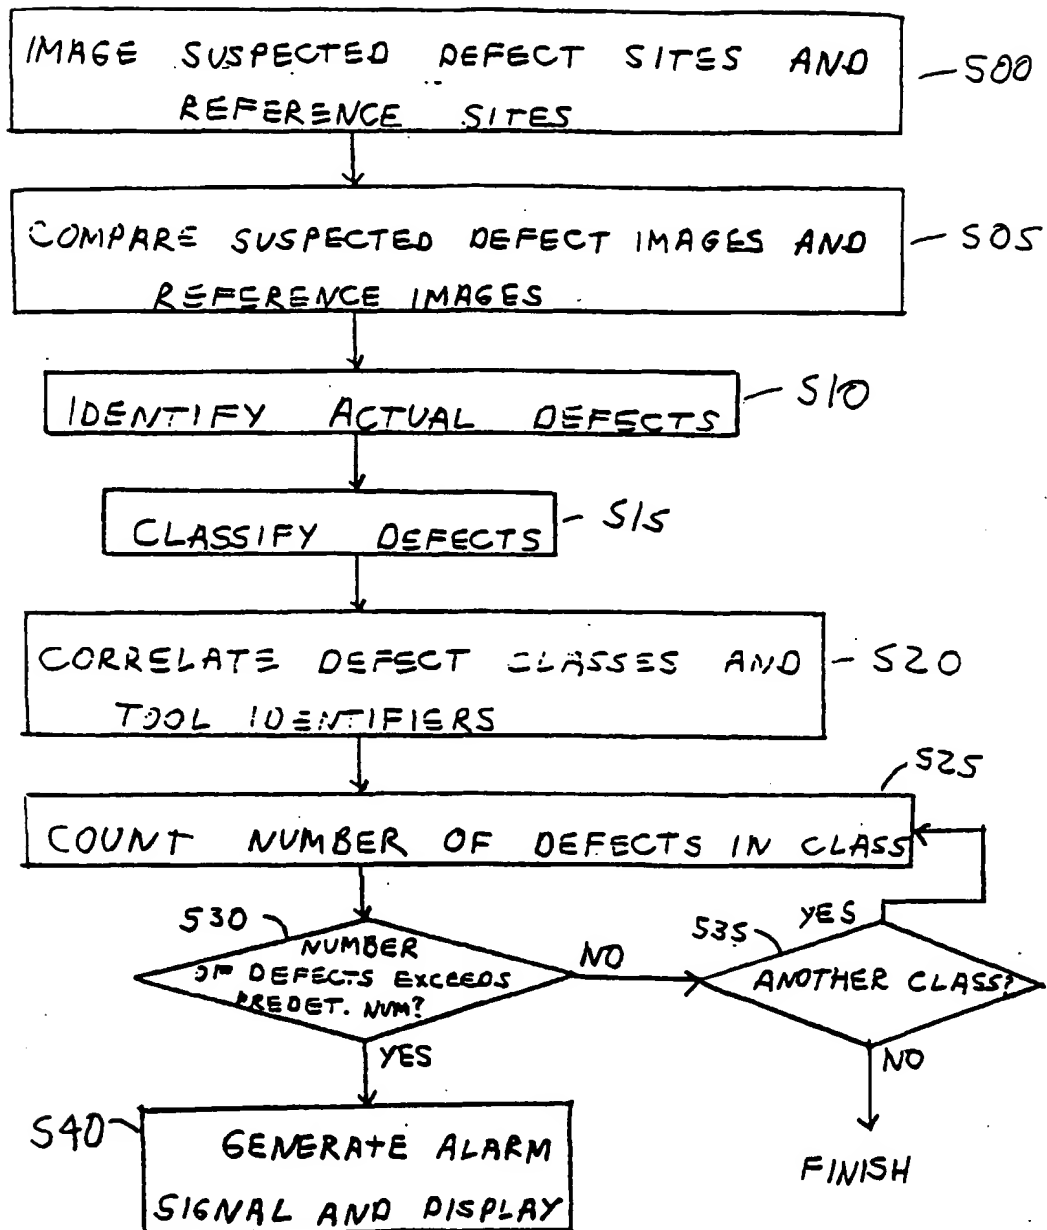 IMAGE SUSPECTED DEFECT SITES AND
REFERENCE SITES
500
COMPARE SUSPECTED DEFECT IMAGES AND
REFERENCE IMAGES
505
IDENTIFY ACTUAL DEFECTS
510
CLASSIFY DEFECTS
515
CORRELATE DEFECT CLASSES AND
TOOL IDENTIFIERS
520
525
COUNT NUMBER OF DEFECTS IN CLASS
530
NUMBER
OF DEFECTS EXCEEDS
PREDET. NUM?
NO
YES
535
YES
ANOTHER CLASS?
NO
540
GENERATE ALARM
SIGNAL AND DISPLAY
FINISH